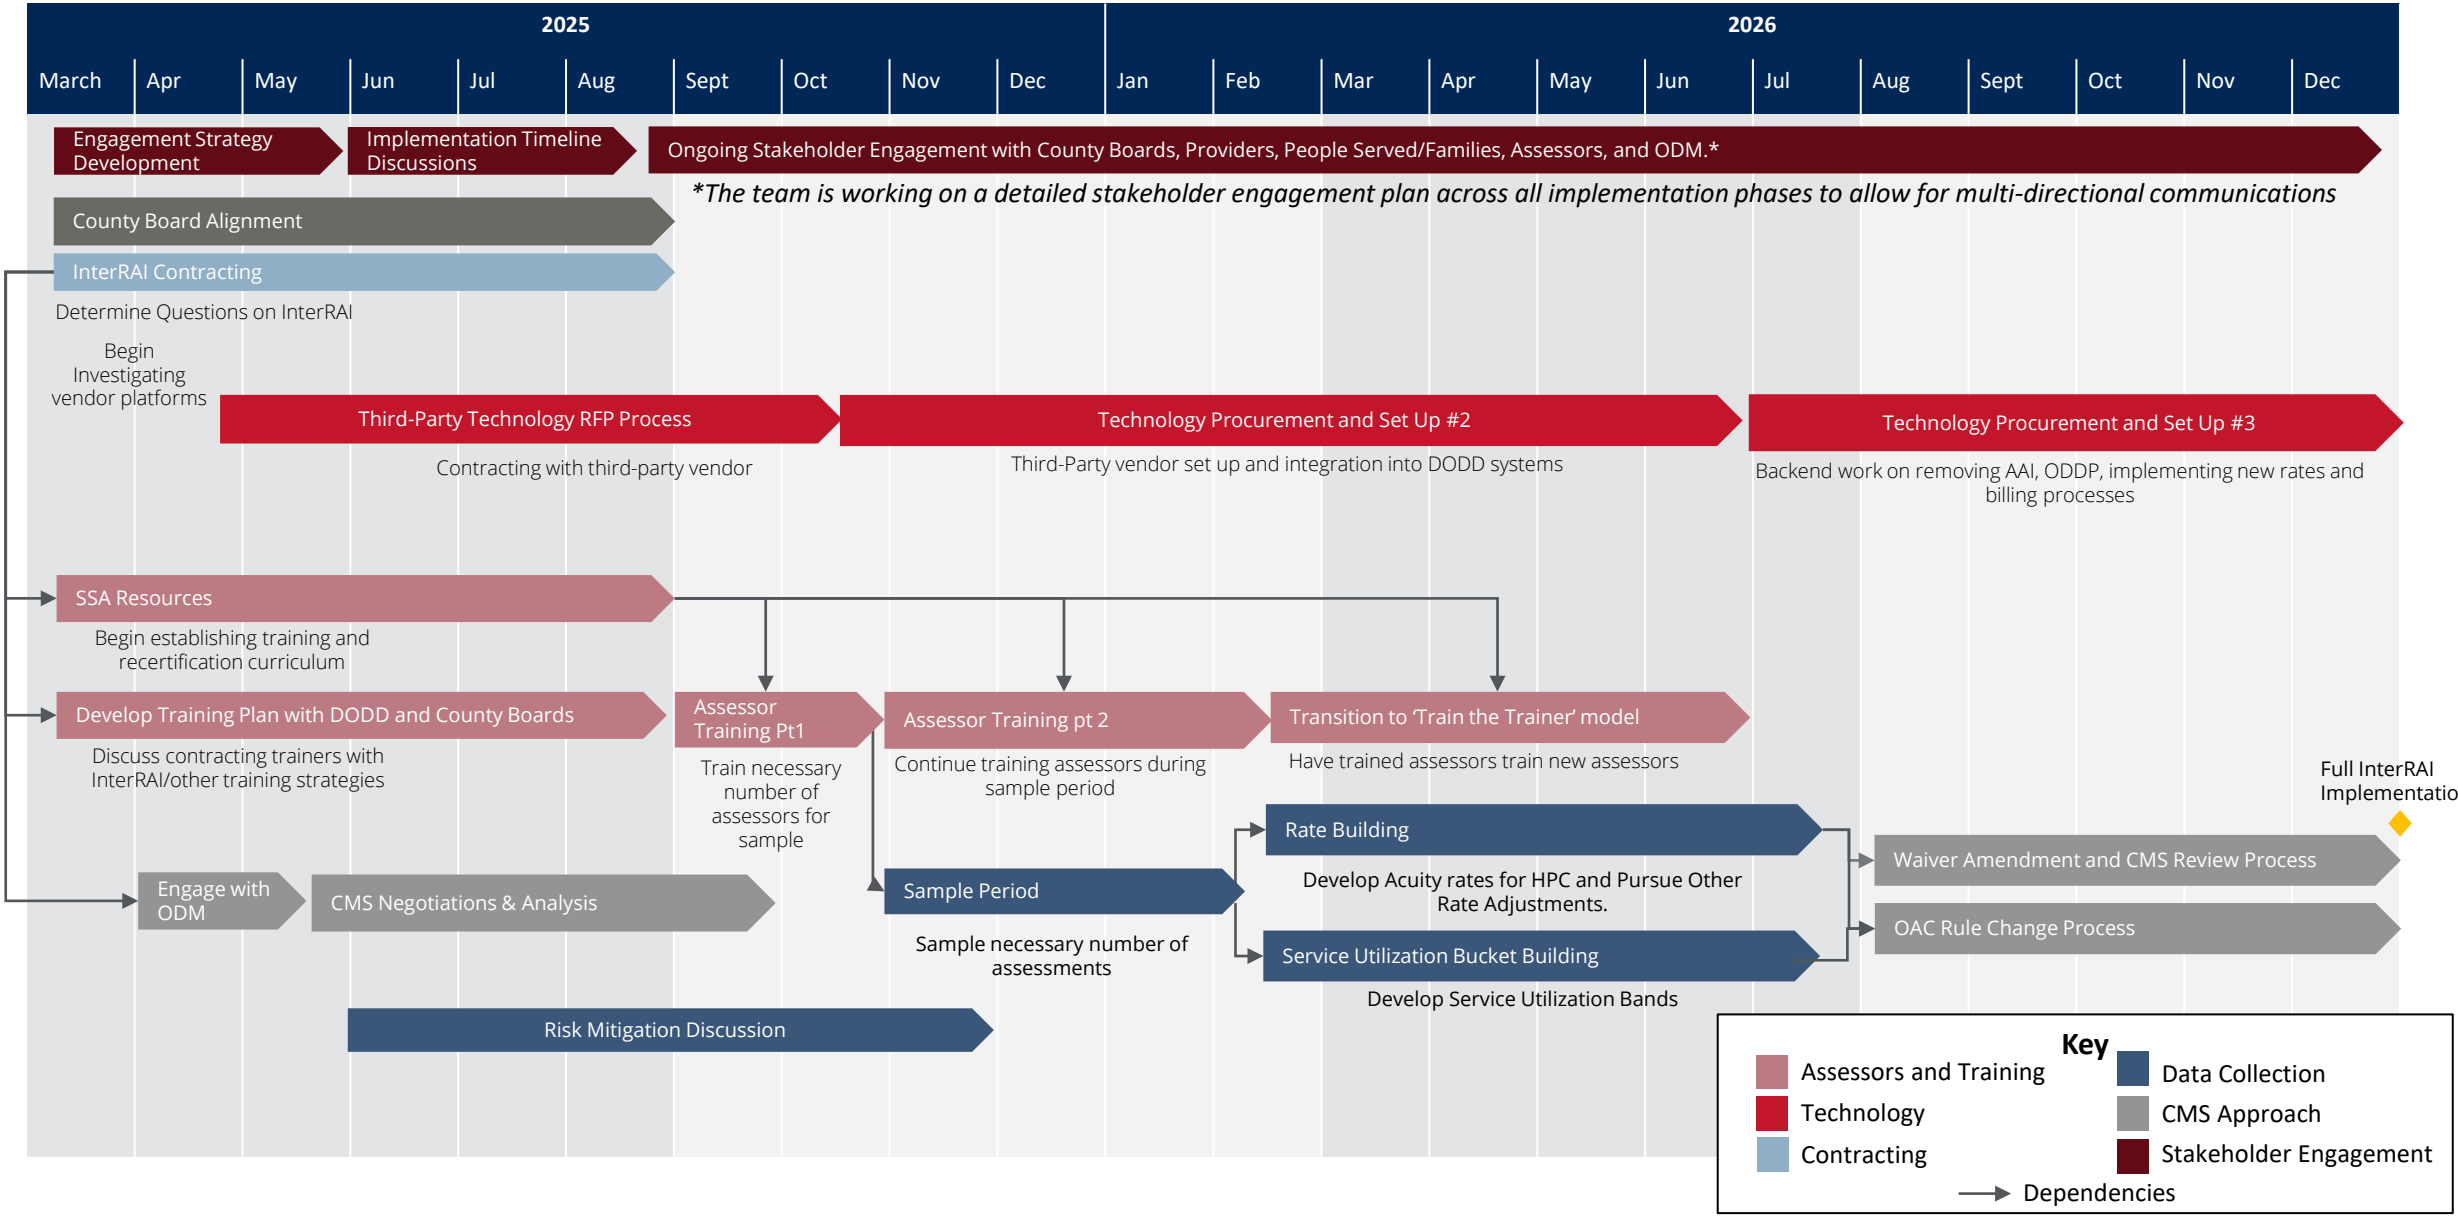 2025
2026
March
Apr
May
Jun
Jul
Aug
Sept
Oct
Nov
Dec
Jan
Feb
Mar
Apr
May
Jun
Jul
Aug
Sept
Oct
Nov
Dec
Engagement Strategy
Development
Implementation Timeline
Discussions
Ongoing Stakeholder Engagement with County Boards, Providers, People Served/Families, Assessors, and ODM.*
*The team is working on a detailed stakeholder engagement plan across all implementation phases to allow for multi-directional communications
County Board Alignment
InterRAI Contracting
Determine Questions on InterRAI
Begin
Investigating
vendor platforms
Third-Party Technology RFP Process
Technology Procurement and Set Up #2
Technology Procurement and Set Up #3
Contracting with third-party vendor
Third-Party vendor set up and integration into DODD systems
Backend work on removing AAI, ODDP, implementing new rates and
billing processes
SSA Resources
Begin establishing training and
recertification curriculum
Develop Training Plan with DODD and County Boards
Discuss contracting trainers with
InterRAI/other training strategies
Assessor
Training Pt1
Train necessary
number of
assessors for
sample
Assessor Training pt 2
Continue training assessors during
sample period
Transition to ‘Train the Trainer’ model
Have trained assessors train new assessors
Full InterRAI
Implementatio
Rate Building
Develop Acuity rates for HPC and Pursue Other
Rate Adjustments.
Waiver Amendment and CMS Review Process
Engage with
ODM
CMS Negotiations & Analysis
Sample Period
Sample necessary number of
assessments
OAC Rule Change Process
Service Utilization Bucket Building
Develop Service Utilization Bands
Risk Mitigation Discussion
Key
Assessors and Training
Technology
Contracting
Data Collection
CMS Approach
Stakeholder Engagement
Dependencies